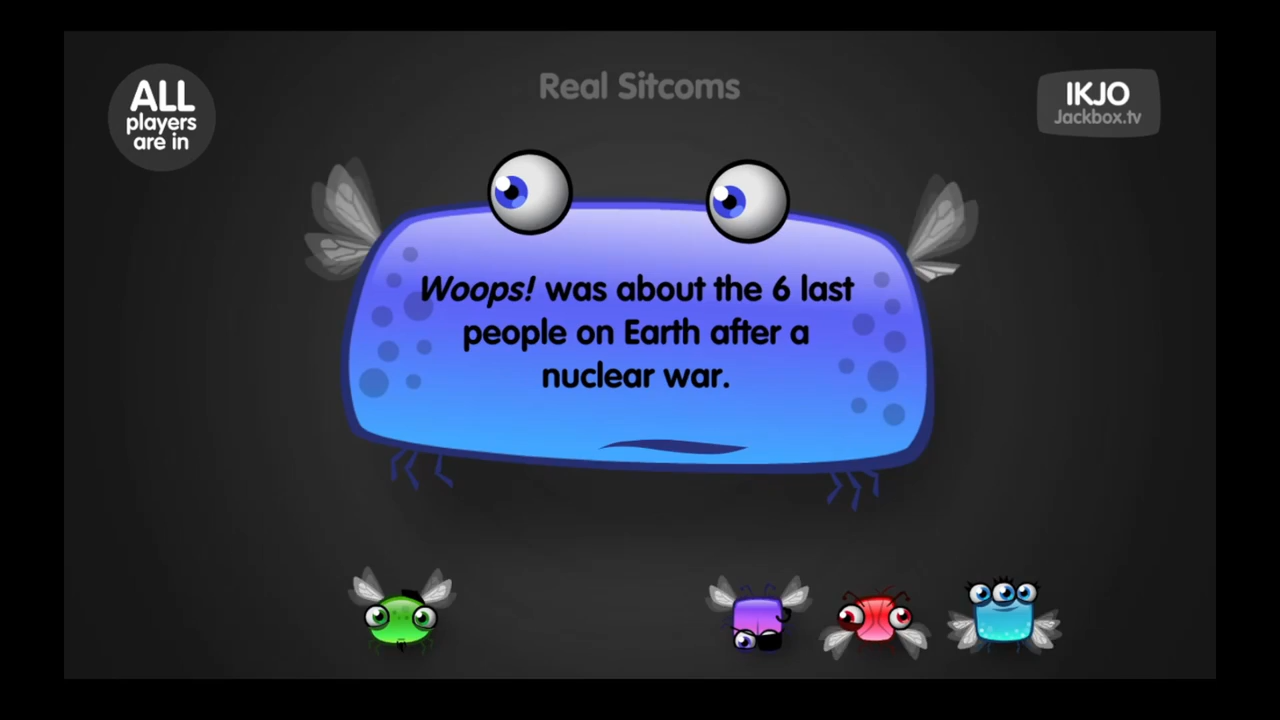 ALL
players
are in
Real Sitcoms
IKJO
Jackbox.tv
Woops! was about the 6 last
people on Earth after a
nuclear war.